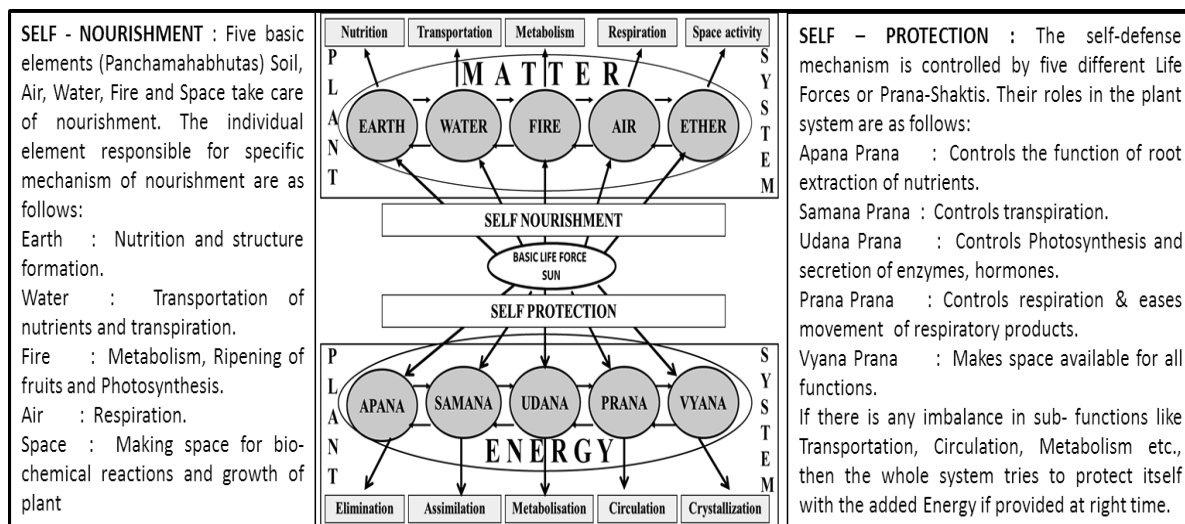 SELF - NOURISHMENT : Five basic
elements (Panchamahabhutas) Soil,
Air, Water, Fire and Space take care
of nourishment. The individual
element responsible for specific
mechanism of nourishment are as
follows:
Earth : Nutrition and structure
formation.
Water : Transportation of
nutrients and transpiration.
Fire : Metabolism, Ripening of
fruits and Photosynthesis.
Air : Respiration.
Space : Making space for bio-
chemical reactions and growth of
plant
Nutrition Transportation Metabolism Respiration Space activity
PLANT
MATTER
SYSTEM
EARTH WATER FIRE AIR ETHER
SELF NOURISHMENT
BASIC LIFE FORCE
SUN
SELF PROTECTION
PLANT
SYSTEM
APANA SAMANA UDANA PRANA VYANA
ENERGY
Elimination Assimilation Metabolisation Circulation Crystallization
SELF – PROTECTION : The self-defense
mechanism is controlled by five different Life
Forces or Prana-Shaktis. Their roles in the plant
system are as follows:
Apana Prana : Controls the function of root
extraction of nutrients.
Samana Prana : Controls transpiration.
Udana Prana : Controls Photosynthesis and
secretion of enzymes, hormones.
Prana Prana : Controls respiration & eases
movement of respiratory products.
Vyana Prana : Makes space available for all
functions.
If there is any imbalance in sub- functions like
Transportation, Circulation, Metabolism etc.,
then the whole system tries to protect itself
with the added Energy if provided at right time.